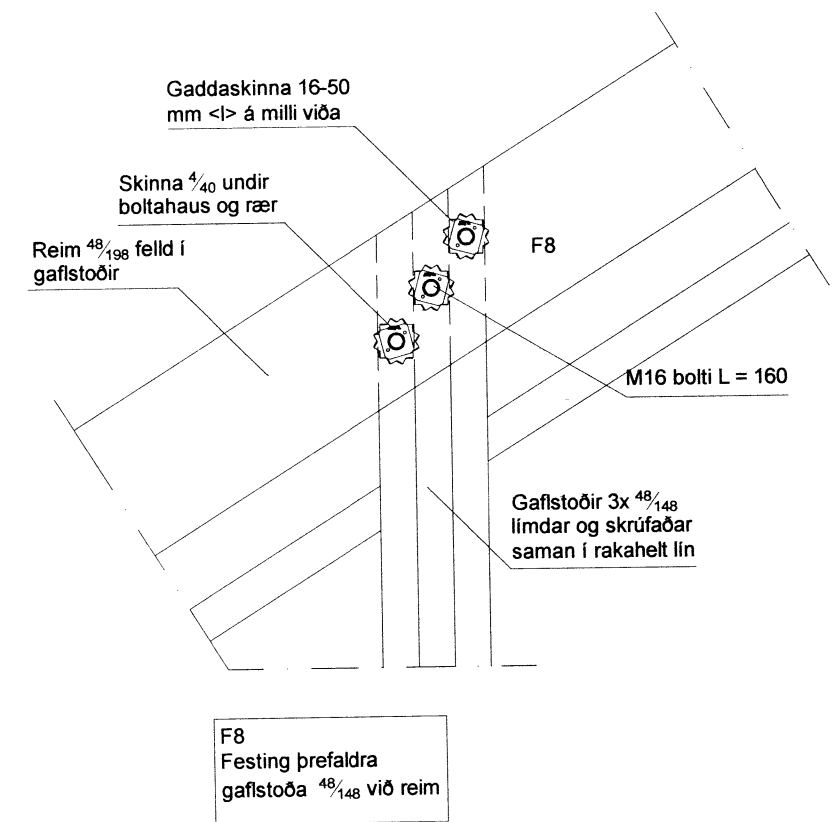 Gaddaskinna 16-50
mm <I> á milli viða
Skinna 4/40 undir
boltahaus og rær
Reim 48/198 felld í
gaflstoðir
F8
M16 bolti L = 160
Gaflstoðir 3x 48/148
límdar og skrúfaðar
saman í rakahelt lín
F8
Festing þrefaldra
gaflstoða 48/148 við reim